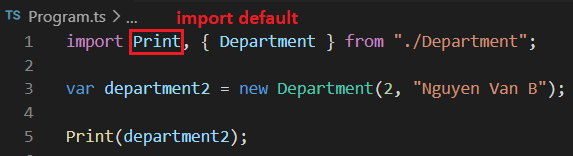 TS Program.ts > ... import default
1 import Print, { Department } from "./Department";
2
3 var department2 = new Department(2, "Nguyen Van B");
4
5 Print(department2);